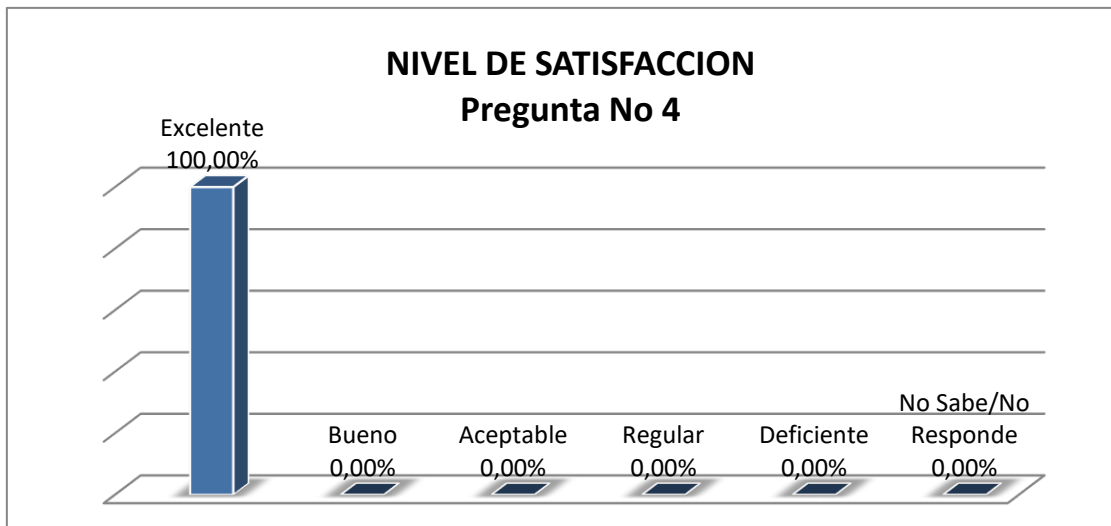 NIVEL DE SATISFACCION
Pregunta No 4
Excelente
100,00%
Bueno
0,00%
Aceptable
0,00%
Regular
0,00%
Deficiente
0,00%
No Sabe/No
Responde
0,00%